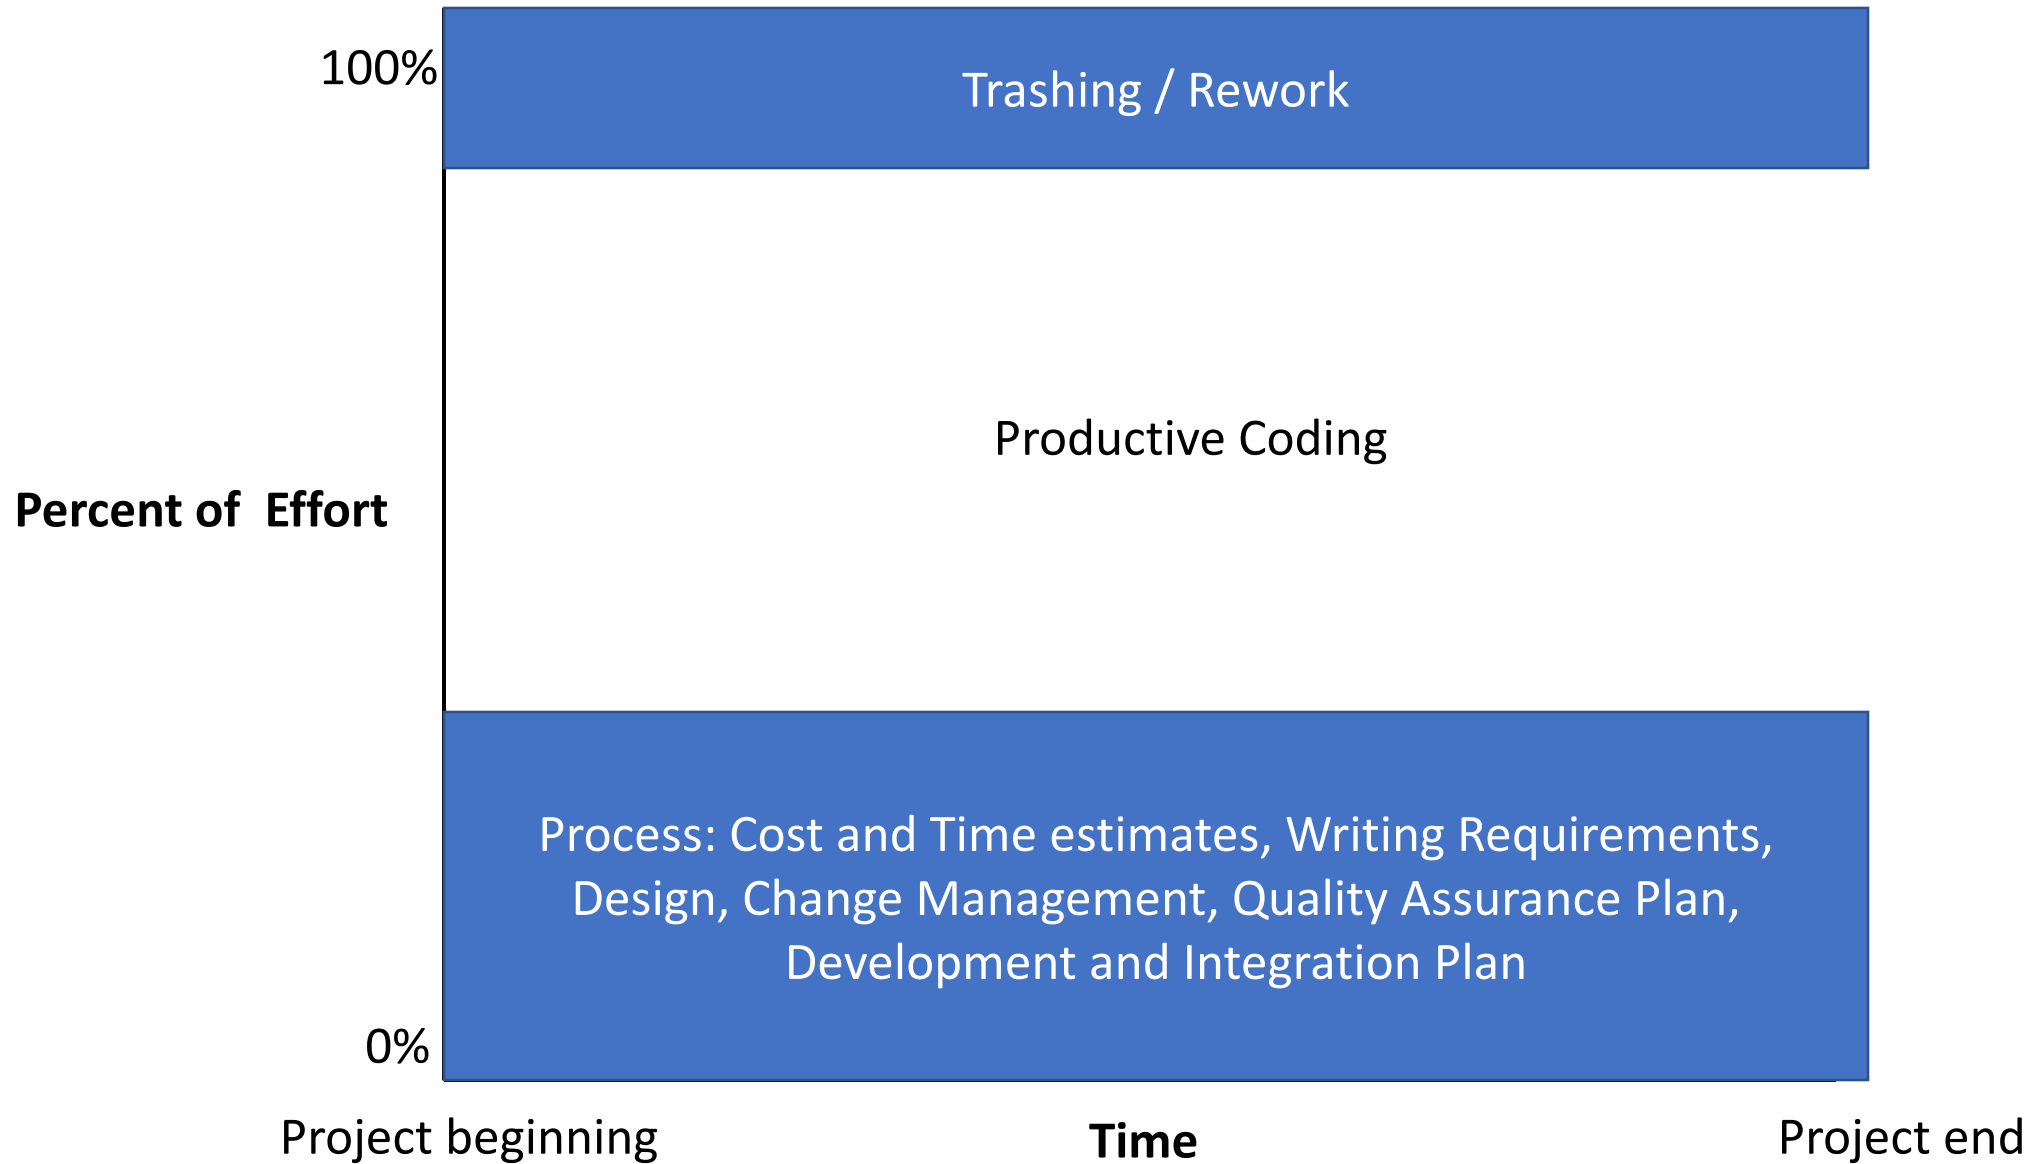 100%
Trashing / Rework
Productive Coding
Percent of  Effort
Process: Cost and Time estimates, Writing Requirements,
Design, Change Management, Quality Assurance Plan,
Development and Integration Plan
0%
Project beginning
Time
Project end